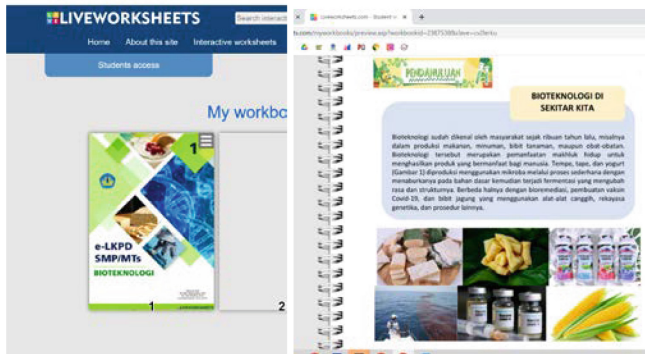 LIVEWORKSHEETS
Search interac
Home About this site Interactive worksheets
Students access
My workbo
1
e-LKPD
SMP/MTs
BIOTEKNOLOGI
1
2
PENDAHULUAN
BIOTEKNOLOGI DI
SEKITAR KITA
Bioteknologi sudah dikenal oleh masyarakat sejak ribuan tahun lalu, misalnya
dalam produksi makanan, minuman, bibit tanaman, maupun obat-obatan.
Bioteknologi tersebut merupakan pemanfaatan makhluk hidup untuk
menghasilkan produk yang bermanfaat bagi manusia. Tempe, tape, dan yogurt
(Gambar 1) diproduksi menggunakan mikroba melalui proses sederhana dengan
menaburkanya pada bahan dasar kemudian terjadi fermentasi yang mengubah
rasa dan strukturnya. Berbeda halnya dengan bioremediasi, pembuatan vaksin
Covid-19, dan bibit jagung yang menggunakan alat-alat canggih, rekayasa
genetika, dan prosedur lainnya.